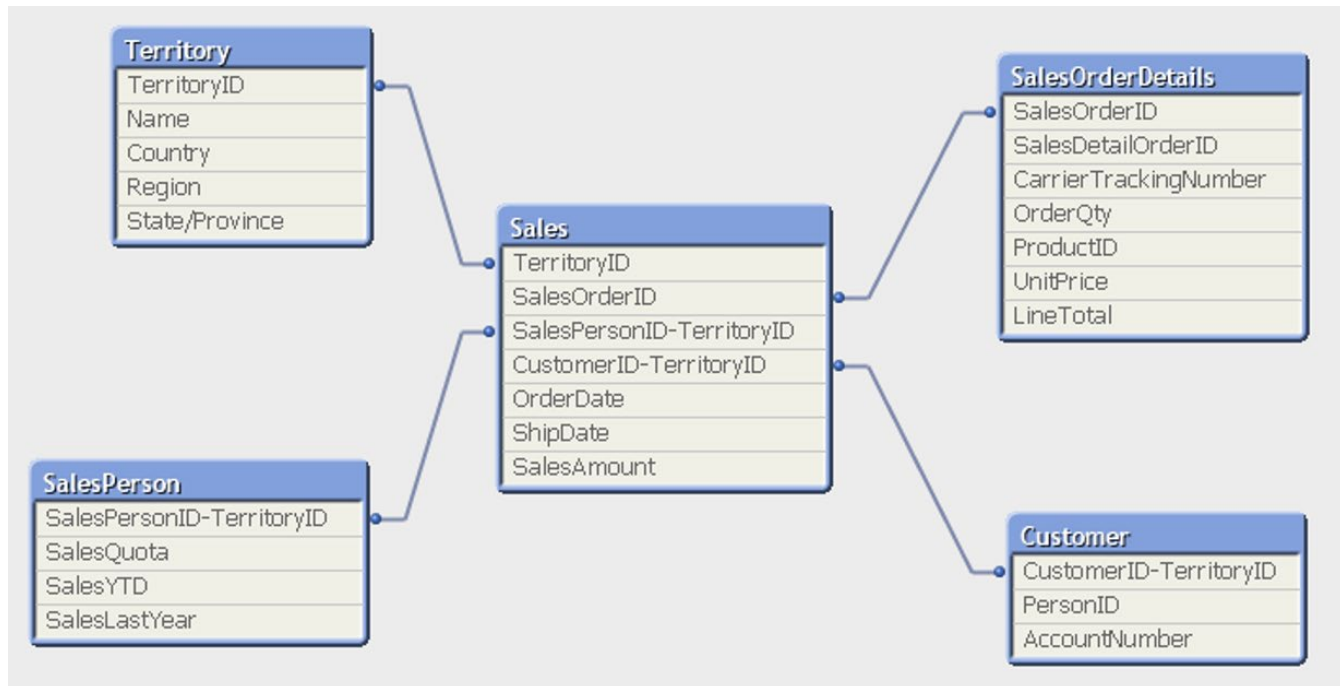 Territory
TerritoryID
Name
Country
Region
State/Province
SalesOrderDetails
SalesOrderID
SalesDetailOrderID
CarrierTrackingNumber
OrderQty
ProductID
UnitPrice
LineTotal
Sales
TerritoryID
SalesOrderID
SalesPersonID-TerritoryID
CustomerID-TerritoryID
OrderDate
ShipDate
SalesAmount
SalesPerson
SalesPersonID-TerritoryID
SalesQuota
SalesYTD
SalesLastYear
Customer
CustomerID-TerritoryID
PersonID
AccountNumber